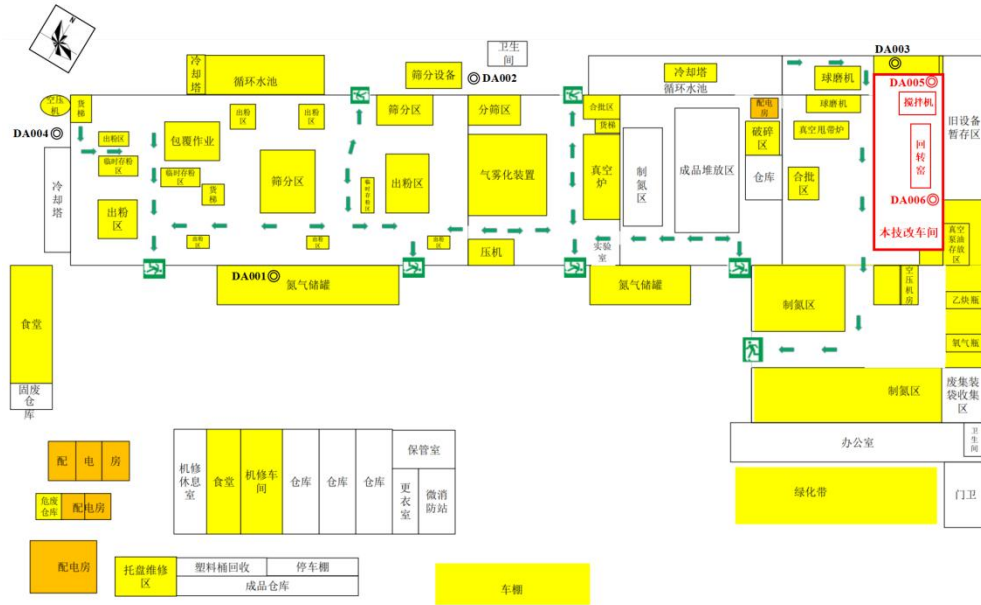 N
卫生
间
DA003
冷
却
塔
循环水池
筛分设备
DA002
冷却塔
循环水池
球磨机
DA005
搅拌机
空压
机
货
梯
DA004
出粉区
出粉
区
出粉
区
筛分区
分筛区
合批区
货梯
配电
房
球磨机
旧设备
暂存区
包覆作业
临时存粉
区
临时存粉
区
货
梯
筛分区
出粉区
气雾化装置
真空
炉
制
氮
区
成品堆放区
破碎
区
仓库
真空甩带炉
合批
区
回
转
窑
DA006
本技改车间
冷
却
塔
出粉
区
临时存粉区
出粉
区
出粉
区
出粉
区
压机
实验
室
真空
泵油
存放
区
DA001
氮气储罐
氮气储罐
制氮区
空
压
机
房
乙炔瓶
氧气瓶
食堂
固废
仓
库
制氮区
废集装
袋收集
区
办公室
卫
生
间
配 电 房
机修
休息
室
食堂
机修车
间
仓库
仓库
仓库
保管室
更
衣
室
微消
防站
绿化带
门卫
危废
仓库
配电房
配电房
托盘维修
区
塑料桶回收
停车棚
成品仓库
车棚